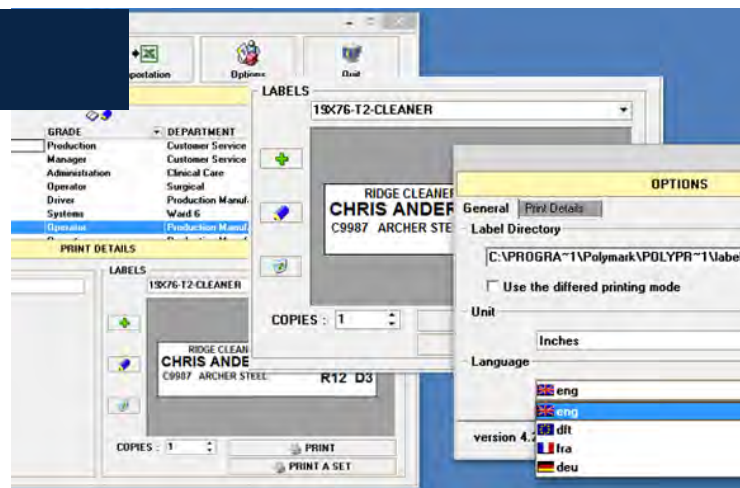 Options
Quit
GRADE
DEPARTMENT
Production
Customer Service
Manager
Customer Service
Administration
Clinical Care
Operator
Surgical
Driver
Production Manuf
Systems
Ward 6
Operator
Production Manuf
PRINT DETAILS
LABELS
19X76-T2-CLEANER
RIDGE CLEAN
CHRIS ANDE
C9987 ARCHER STEEL
R12 D3
COPIES : 1
PRINT
PRINT A SET
LABELS
19X76-T2-CLEANER
RIDGE CLEANE
CHRIS ANDER
C9987 ARCHER STE
COPIES : 1
OPTIONS
General
Print Details
Label Directory
C:\PROGRA~1\Polymark\POLYPR~1\label
Use the differed printing mode
Unit
Inches
Language
eng
eng
dft
fra
deu
version 4.